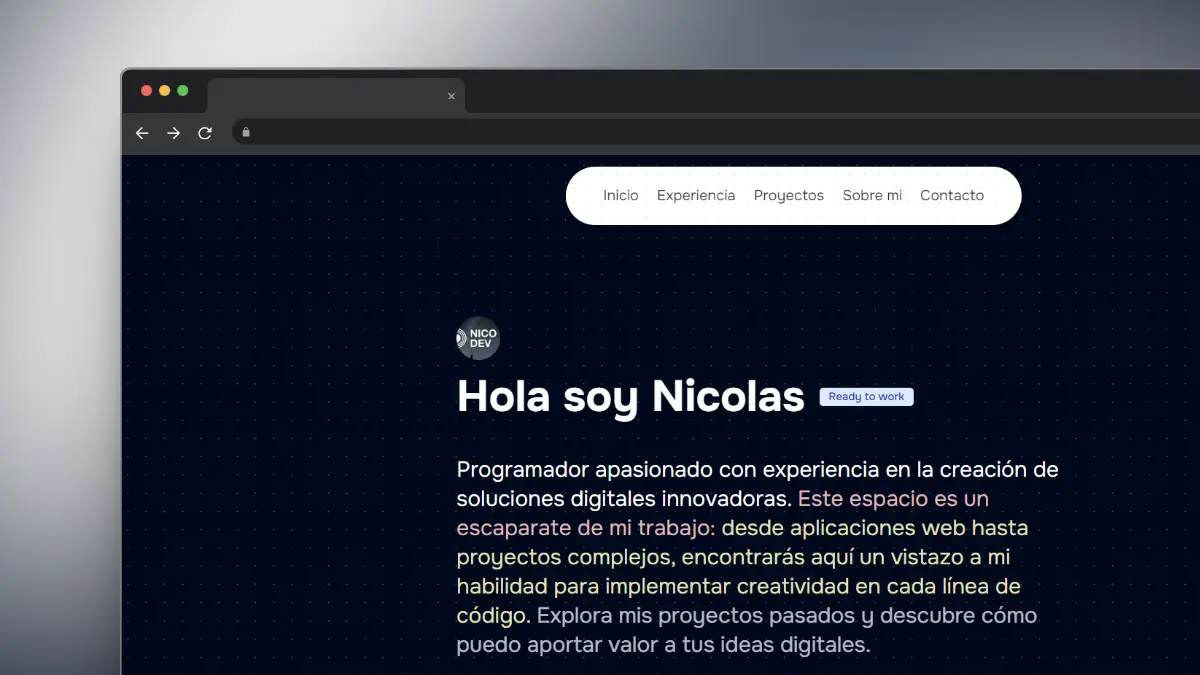 Inicio Experiencia Proyectos Sobre mi Contacto
NICO
DEV
Hola soy Nicolas Ready to work
Programador apasionado con experiencia en la creación de
soluciones digitales innovadoras. Este espacio es un
escaparate de mi trabajo: desde aplicaciones web hasta
proyectos complejos, encontrarás aquí un vistazo a mi
habilidad para implementar creatividad en cada línea de
código. Explora mis proyectos pasados y descubre cómo
puedo aportar valor a tus ideas digitales.